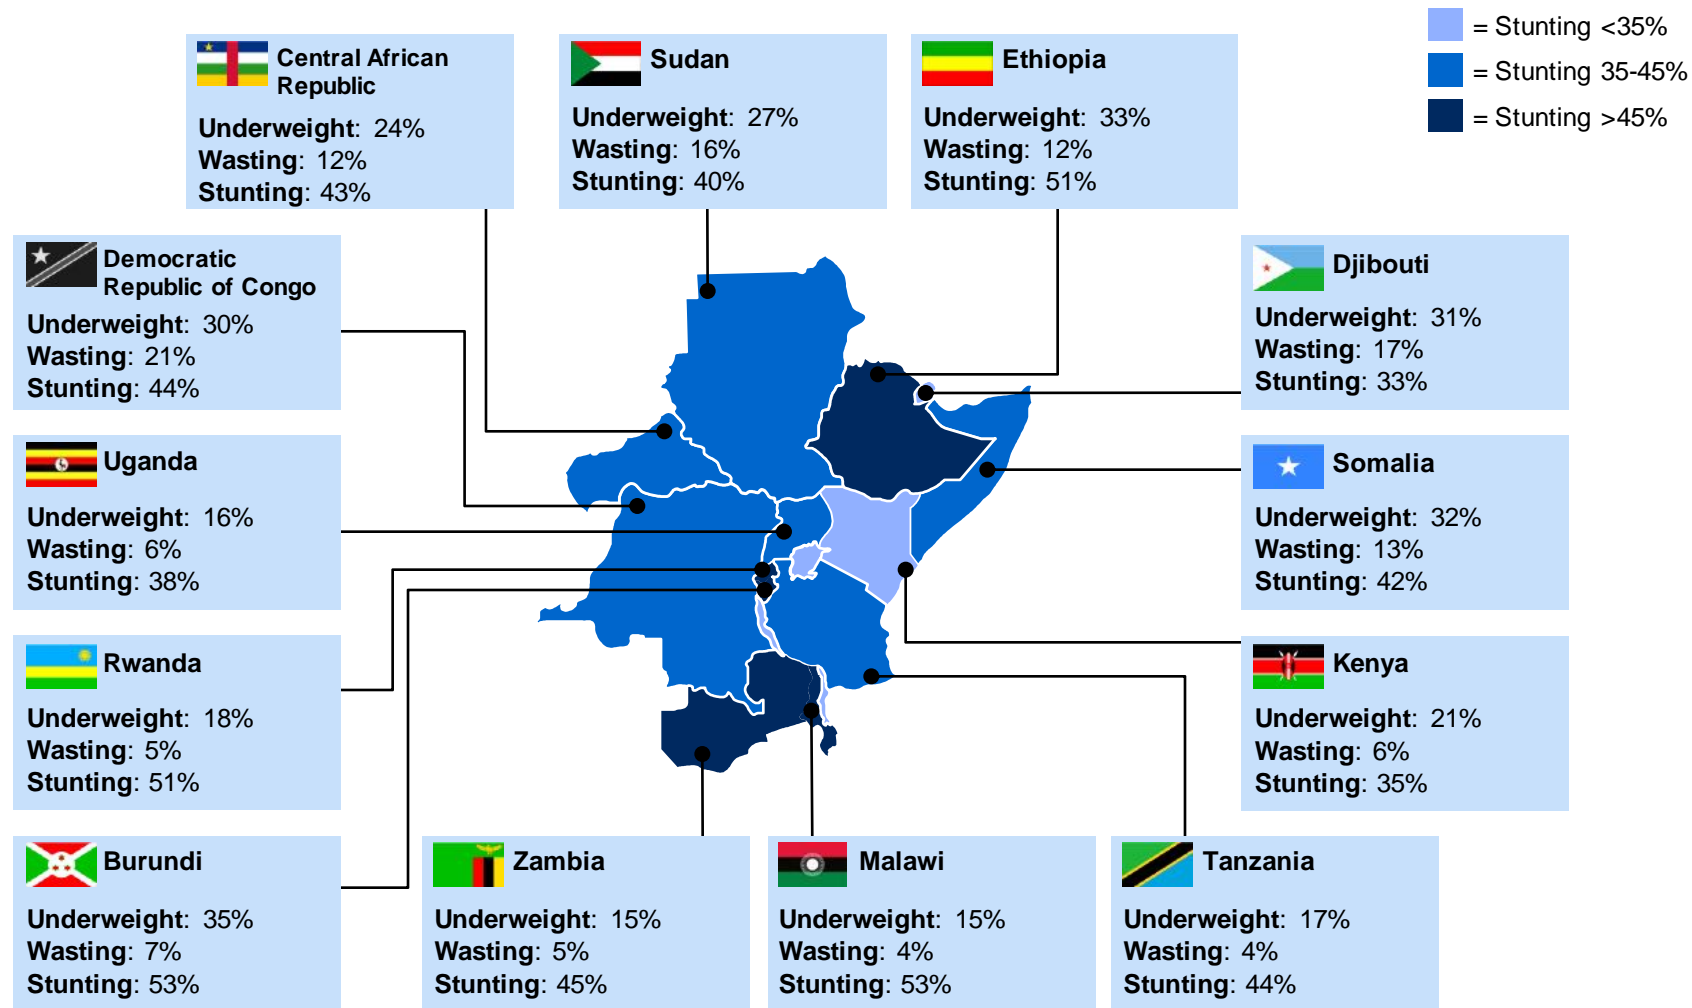 = Stunting <35%
= Stunting 35-45%
= Stunting >45%
Central African
Republic
Underweight: 24%
Wasting: 12%
Stunting: 43%
Sudan
Underweight: 27%
Wasting: 16%
Stunting: 40%
Ethiopia
Underweight: 33%
Wasting: 12%
Stunting: 51%
Democratic
Republic of Congo
Underweight: 30%
Wasting: 21%
Stunting: 44%
Djibouti
Underweight: 31%
Wasting: 17%
Stunting: 33%
Uganda
Underweight: 16%
Wasting: 6%
Stunting: 38%
Somalia
Underweight: 32%
Wasting: 13%
Stunting: 42%
Rwanda
Underweight: 18%
Wasting: 5%
Stunting: 51%
Kenya
Underweight: 21%
Wasting: 6%
Stunting: 35%
Burundi
Underweight: 35%
Wasting: 7%
Stunting: 53%
Zambia
Underweight: 15%
Wasting: 5%
Stunting: 45%
Malawi
Underweight: 15%
Wasting: 4%
Stunting: 53%
Tanzania
Underweight: 17%
Wasting: 4%
Stunting: 44%